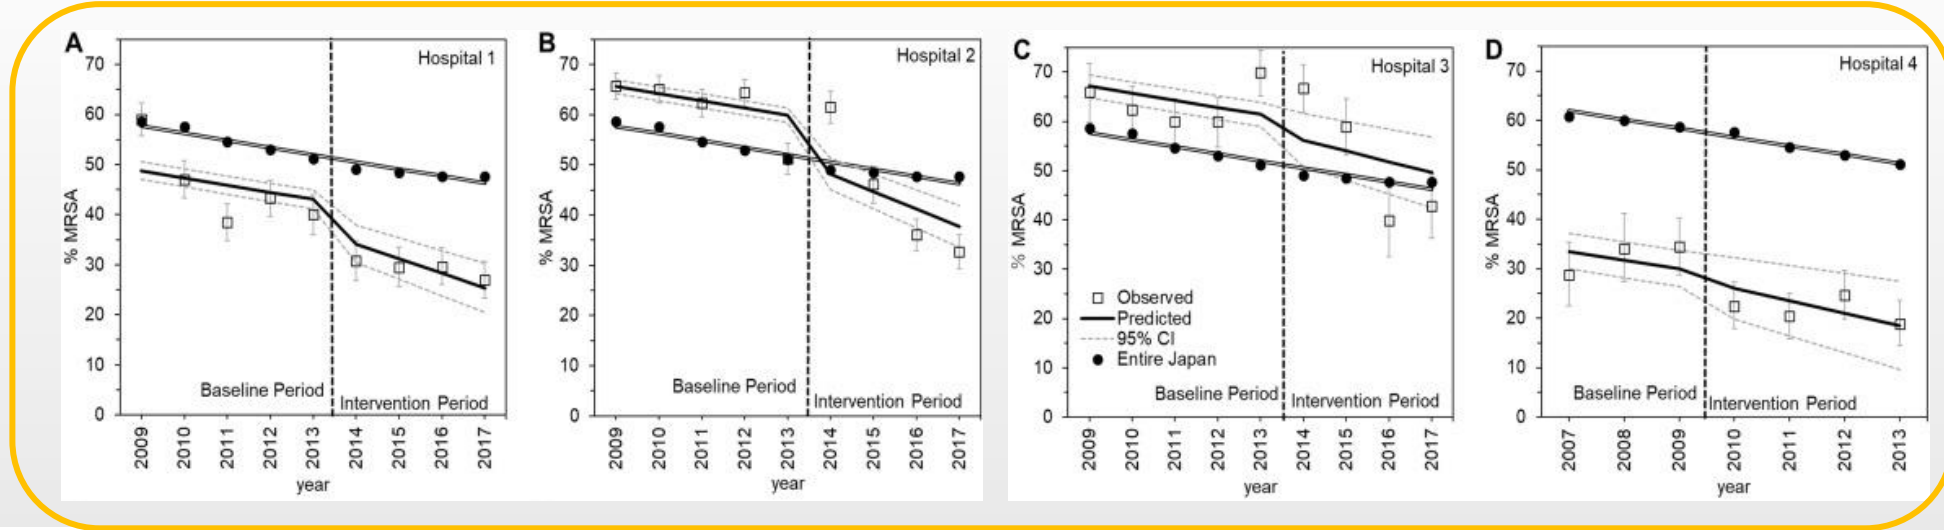 A
Hospital 1
70
60
50
40
30
20
10
0
% MRSA
Baseline Period
Intervention Period
2009
2010
2011
2012
2013
2014
2015
2016
2017
year
B
Hospital 2
70
60
50
40
30
20
10
0
% MRSA
Baseline Period
Intervention Period
2009
2010
2011
2012
2013
2014
2015
2016
2017
year
C
Hospital 3
70
60
50
40
30
20
10
0
% MRSA
Observed
Predicted
95% CI
Entire Japan
Baseline Period
Intervention Period
2009
2010
2011
2012
2013
2014
2015
2016
2017
year
D
Hospital 4
70
60
50
40
30
20
10
0
% MRSA
Baseline Period
Intervention Period
2007
2008
2009
2010
2011
2012
2013
year